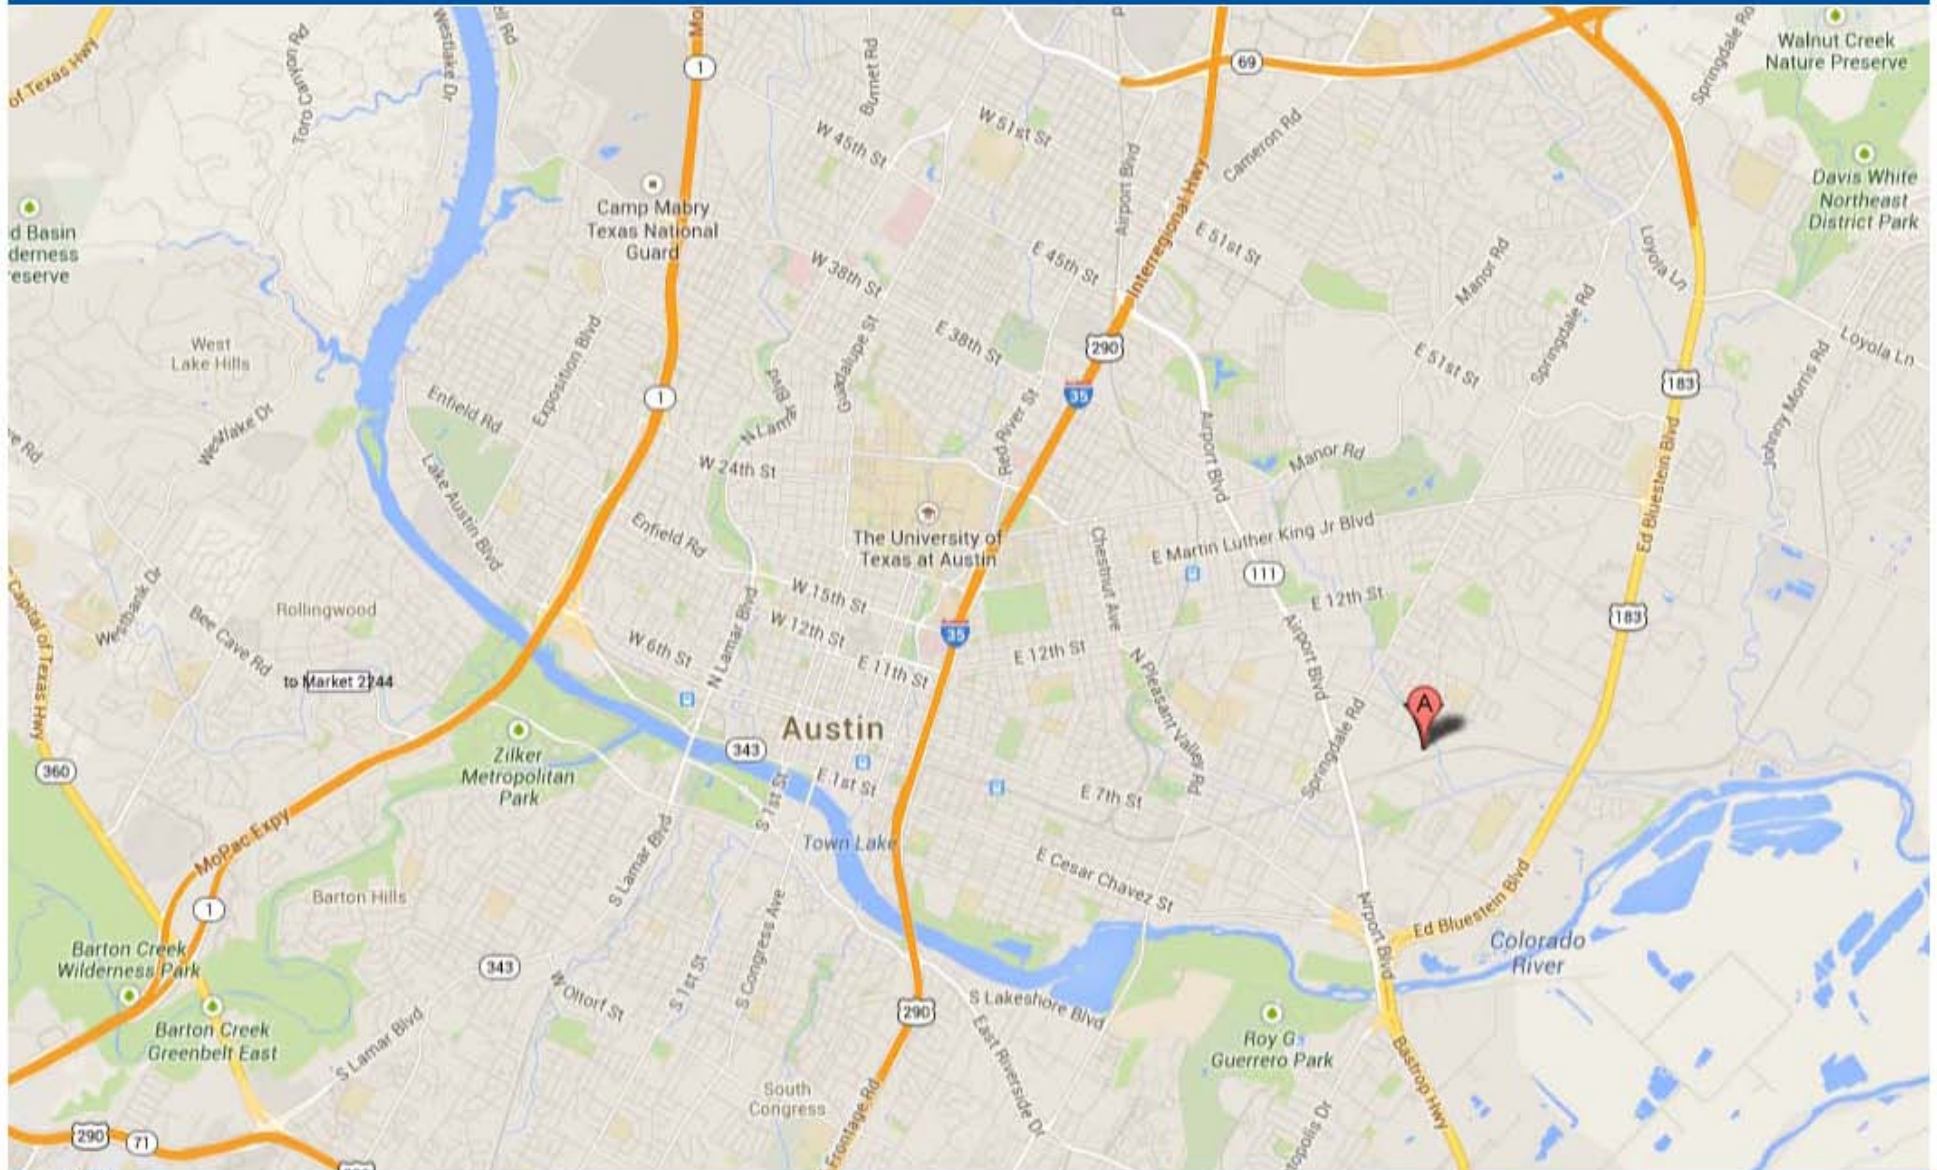 of Texas Hwy
Toro Canyon Rd
Westlake Dr
1
Burnet Rd
W 45th St
W 51st St
69
Cameron Rd
Springdale Ro
Walnut Creek
Nature Preserve
Camp Mabry
Texas National
Guard
Airport Blvd
Interregional Hwy
Davis White
Northeast
District Park
d Basin
derness
reserve
W 38th St
E 45th St
E 51st St
Manor Rd
Loyola Ln
West
Lake Hills
Exposition Blvd
Guadalupe St
E 38th St
290
35
Springdale Rd
E 51st St
Loyola Ln
183
Johnny Morris Rd
Enfield Rd
1
Westlake Dr
W 24th St
Red River St
Airport Blvd
Manor Rd
Ed Bluestein Blvd
Lake Austin Blvd
Enfield Rd
The University of
Texas at Austin
Chestnut Ave
E Martin Luther King Jr Blvd
111
Capital of Texas Hwy
Westbank Dr
Bee Cave Rd
Rollingwood
W 15th St
W 12th St
E 12th St
183
W 6th St
N Lamar Blvd
E 11th St
35
E 12th St
N Pleasant Valley Rd
Airport Blvd
to Market 2244
A
Springdale Rd
360
Zilker
Metropolitan
Park
343
Austin
E 1st St
S 1st St
E 7th St
MoPac Expy
S Lamar Blvd
Town Lake
E Cesar Chavez St
Barton Hills
1
S Congress Ave
Airport Blvd
Ed Bluestein Blvd
Colorado
River
Barton Creek
Wilderness Park
343
W Oltorf St
S 1st St
290
S Lakeshore Blvd
Barton Creek
Greenbelt East
S Lamar Blvd
East Riverside Dr
Roy G
Guerrero Park
Bastrop Hwy
South
Congress
Frontage Rd
290
71
topolis Dr